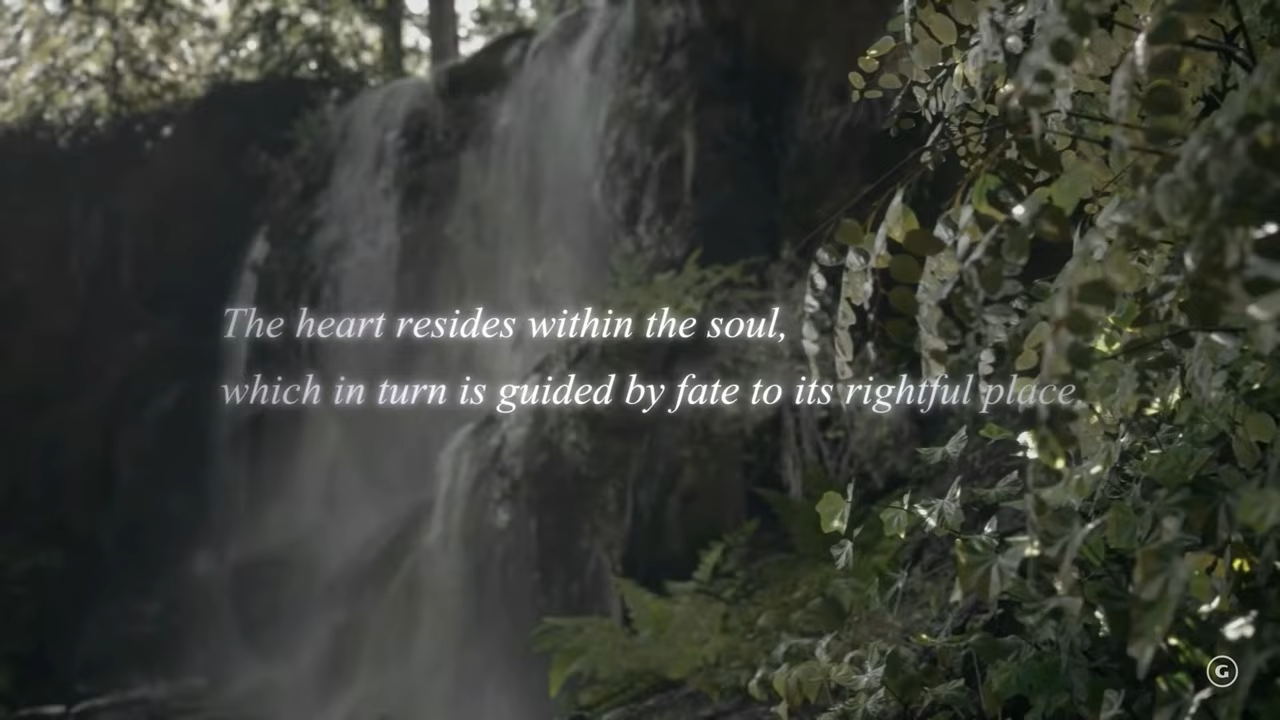 The heart resides within the soul,
which in turn is guided by fate to its rightful place.
G